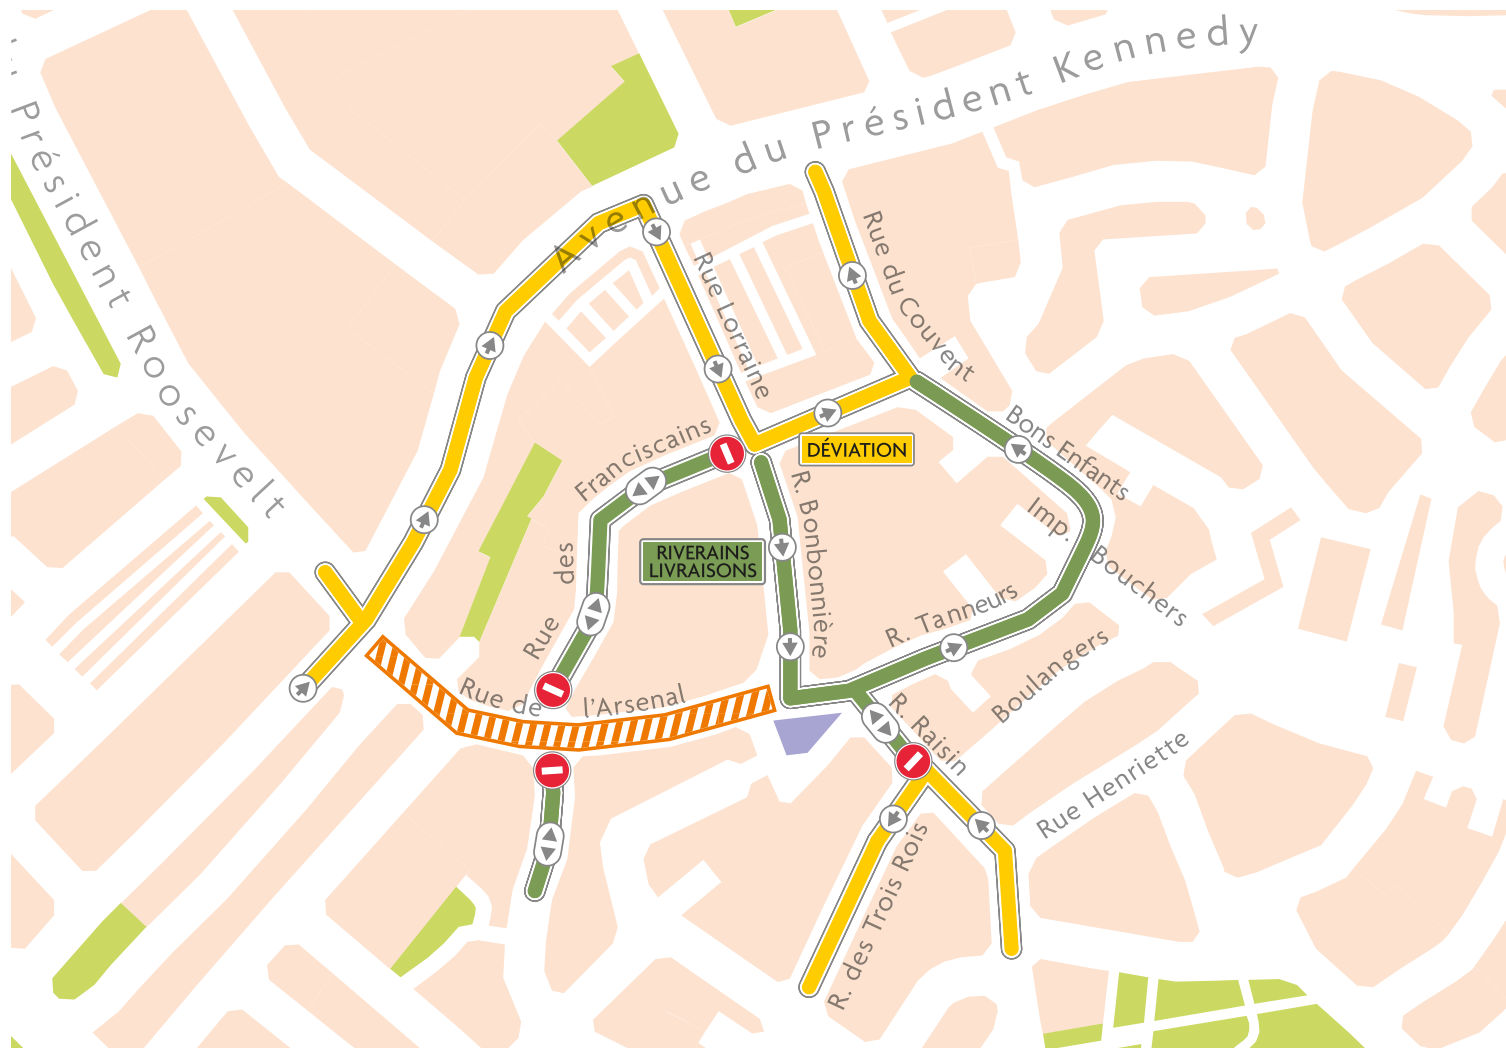 Avenue du Président Kennedy
Président Roosevelt
Rue du Couvent
Rue Lorraine
Bons Enfants
Franciscains
DÉVIATION
R. Bonbonnière
Imp. Bouchers
des
RIVERAINS
LIVRAISONS
Rue
R. Tanneurs
Boulangers
Rue de l'Arsenal
R. Raisin
Rue Henriette
R. des Trois Rois